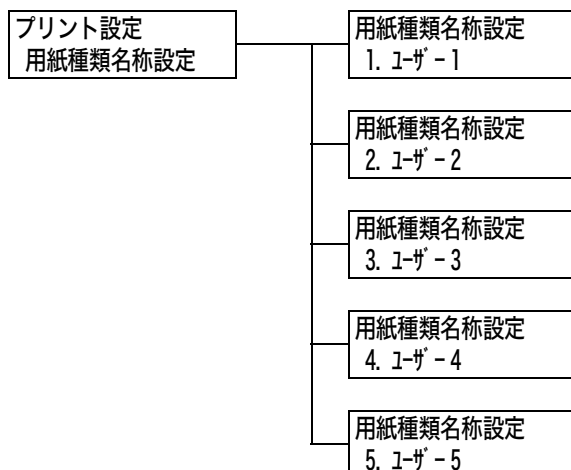 プリント設定
用紙種類名称設定
用紙種類名称設定
1. ﾕｰｻﾞｰ1
用紙種類名称設定
2. ﾕｰｻﾞｰ2
用紙種類名称設定
3. ﾕｰｻﾞｰ3
用紙種類名称設定
4. ﾕｰｻﾞｰ4
用紙種類名称設定
5. ﾕｰｻﾞｰ5